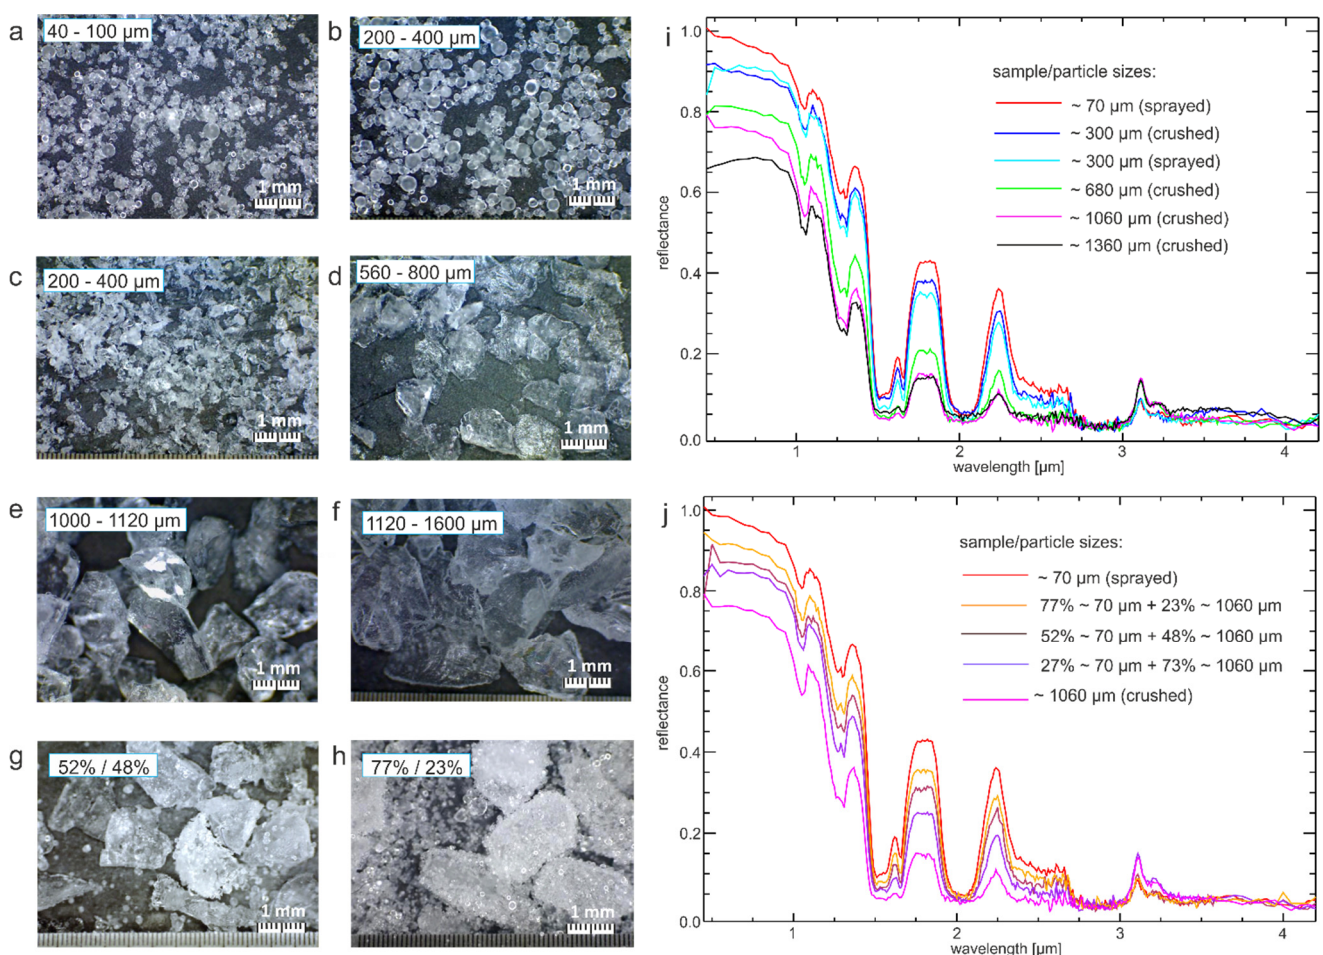 a
40 - 100 µm
1 mm
b
200 - 400 µm
1 mm
c
200 - 400 µm
1 mm
d
560 - 800 µm
1 mm
e
1000 - 1120 µm
1 mm
f
1120 - 1600 µm
1 mm
g
52% / 48%
1 mm
h
77% / 23%
1 mm
i
1.0
0.8
0.6
0.4
0.2
0.0
reflectance
sample/particle sizes:
~ 70 µm (sprayed)
~ 300 µm (crushed)
~ 300 µm (sprayed)
~ 680 µm (crushed)
~ 1060 µm (crushed)
~ 1360 µm (crushed)
1
2
3
4
wavelength [µm]
j
1.0
0.8
0.6
0.4
0.2
0.0
reflectance
sample/particle sizes:
~ 70 µm (sprayed)
77% ~ 70 µm + 23% ~ 1060 µm
52% ~ 70 µm + 48% ~ 1060 µm
27% ~ 70 µm + 73% ~ 1060 µm
~ 1060 µm (crushed)
1
2
3
4
wavelength [µm]